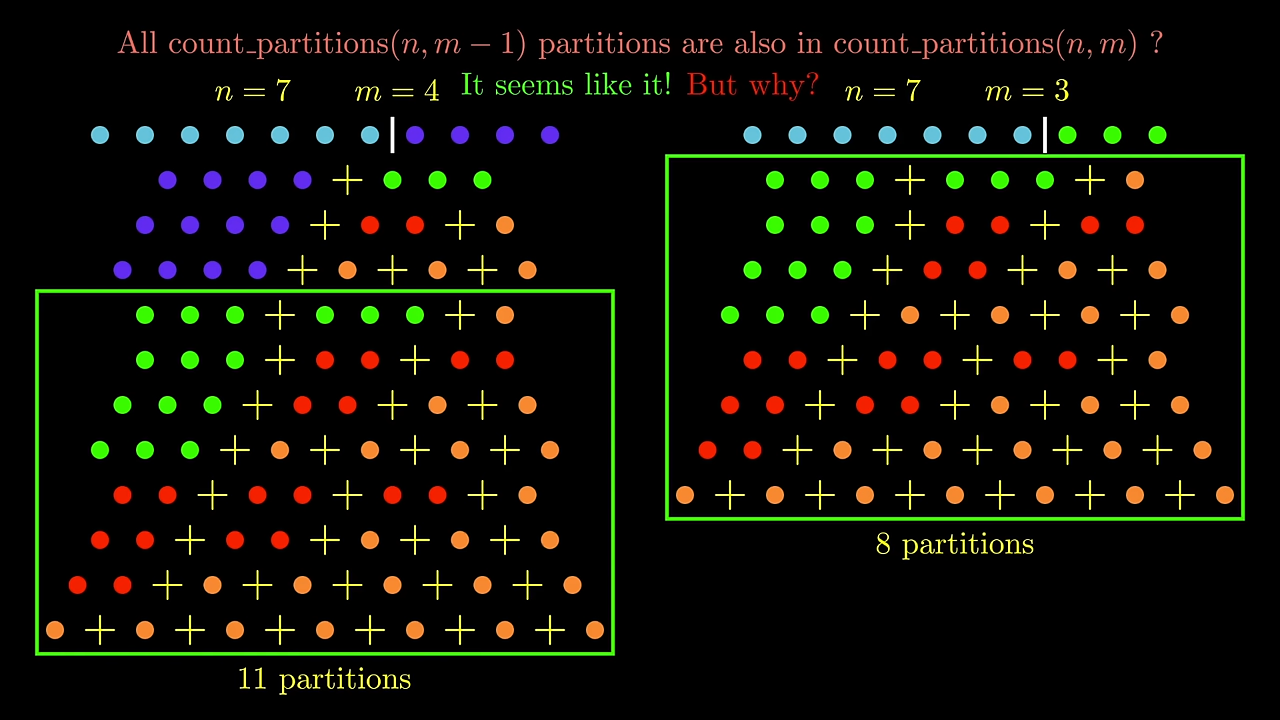 All count_partitions(n, m − 1) partitions are also in count_partitions(n, m) ?
It seems like it! But why?
n = 7 m = 4
n = 7 m = 3
8 partitions
11 partitions